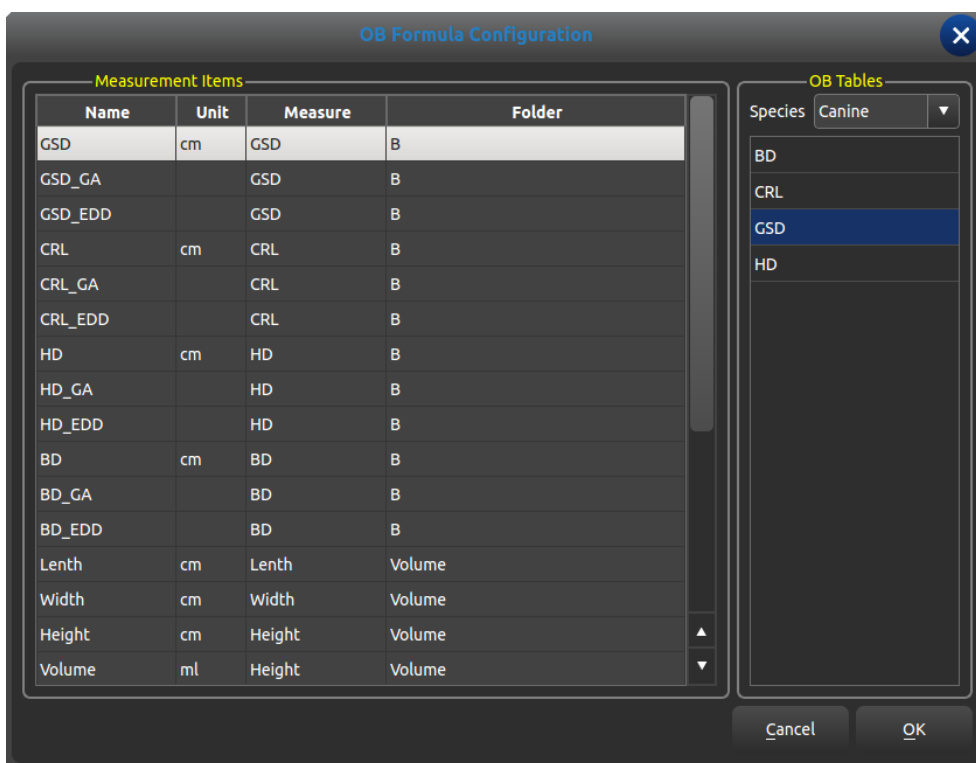 OB Formula Configuration
Measurement Items
Name Unit Measure Folder
GSD cm GSD B
GSD_GA GSD B
GSD_EDD GSD B
CRL cm CRL B
CRL_GA CRL B
CRL_EDD CRL B
HD cm HD B
HD_GA HD B
HD_EDD HD B
BD cm BD B
BD_GA BD B
BD_EDD BD B
Lenth cm Lenth Volume
Width cm Width Volume
Height cm Height Volume
Volume ml Height Volume
OB Tables
Species Canine
BD
CRL
GSD
HD
Cancel OK